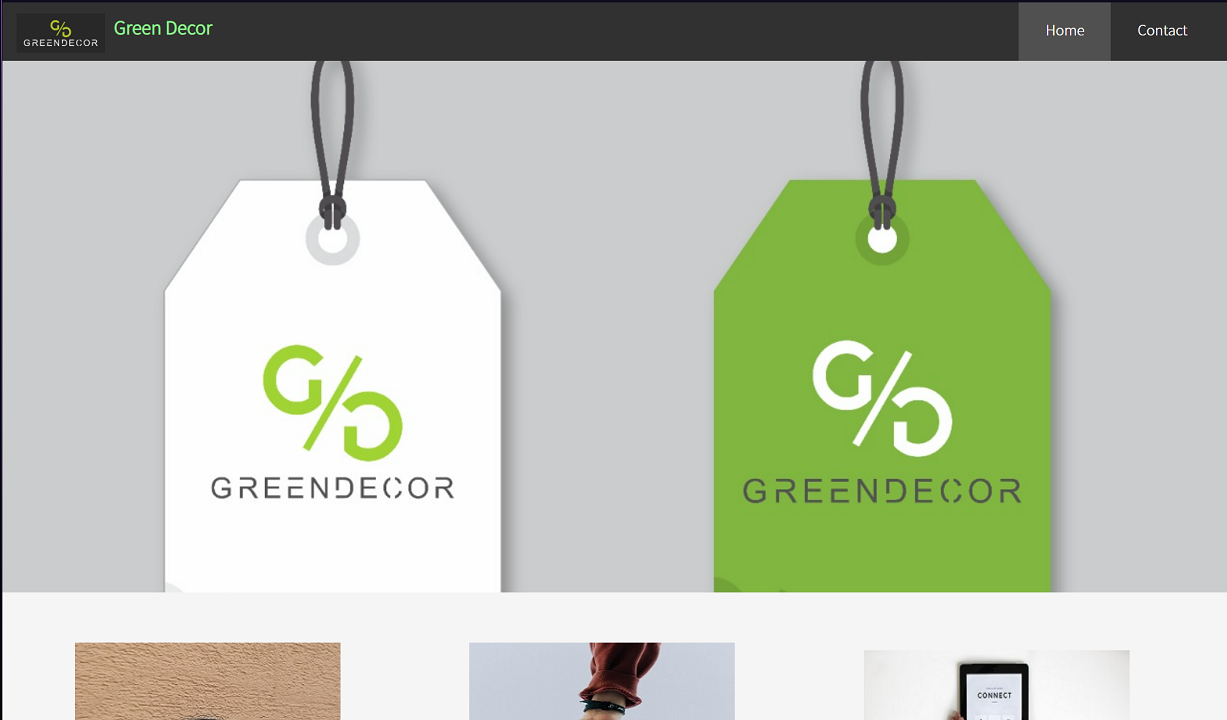 G/D
GREENDECOR
Green Decor
Home
Contact
G/D
GREENDECOR
G/D
GREENDECOR
CONNECT